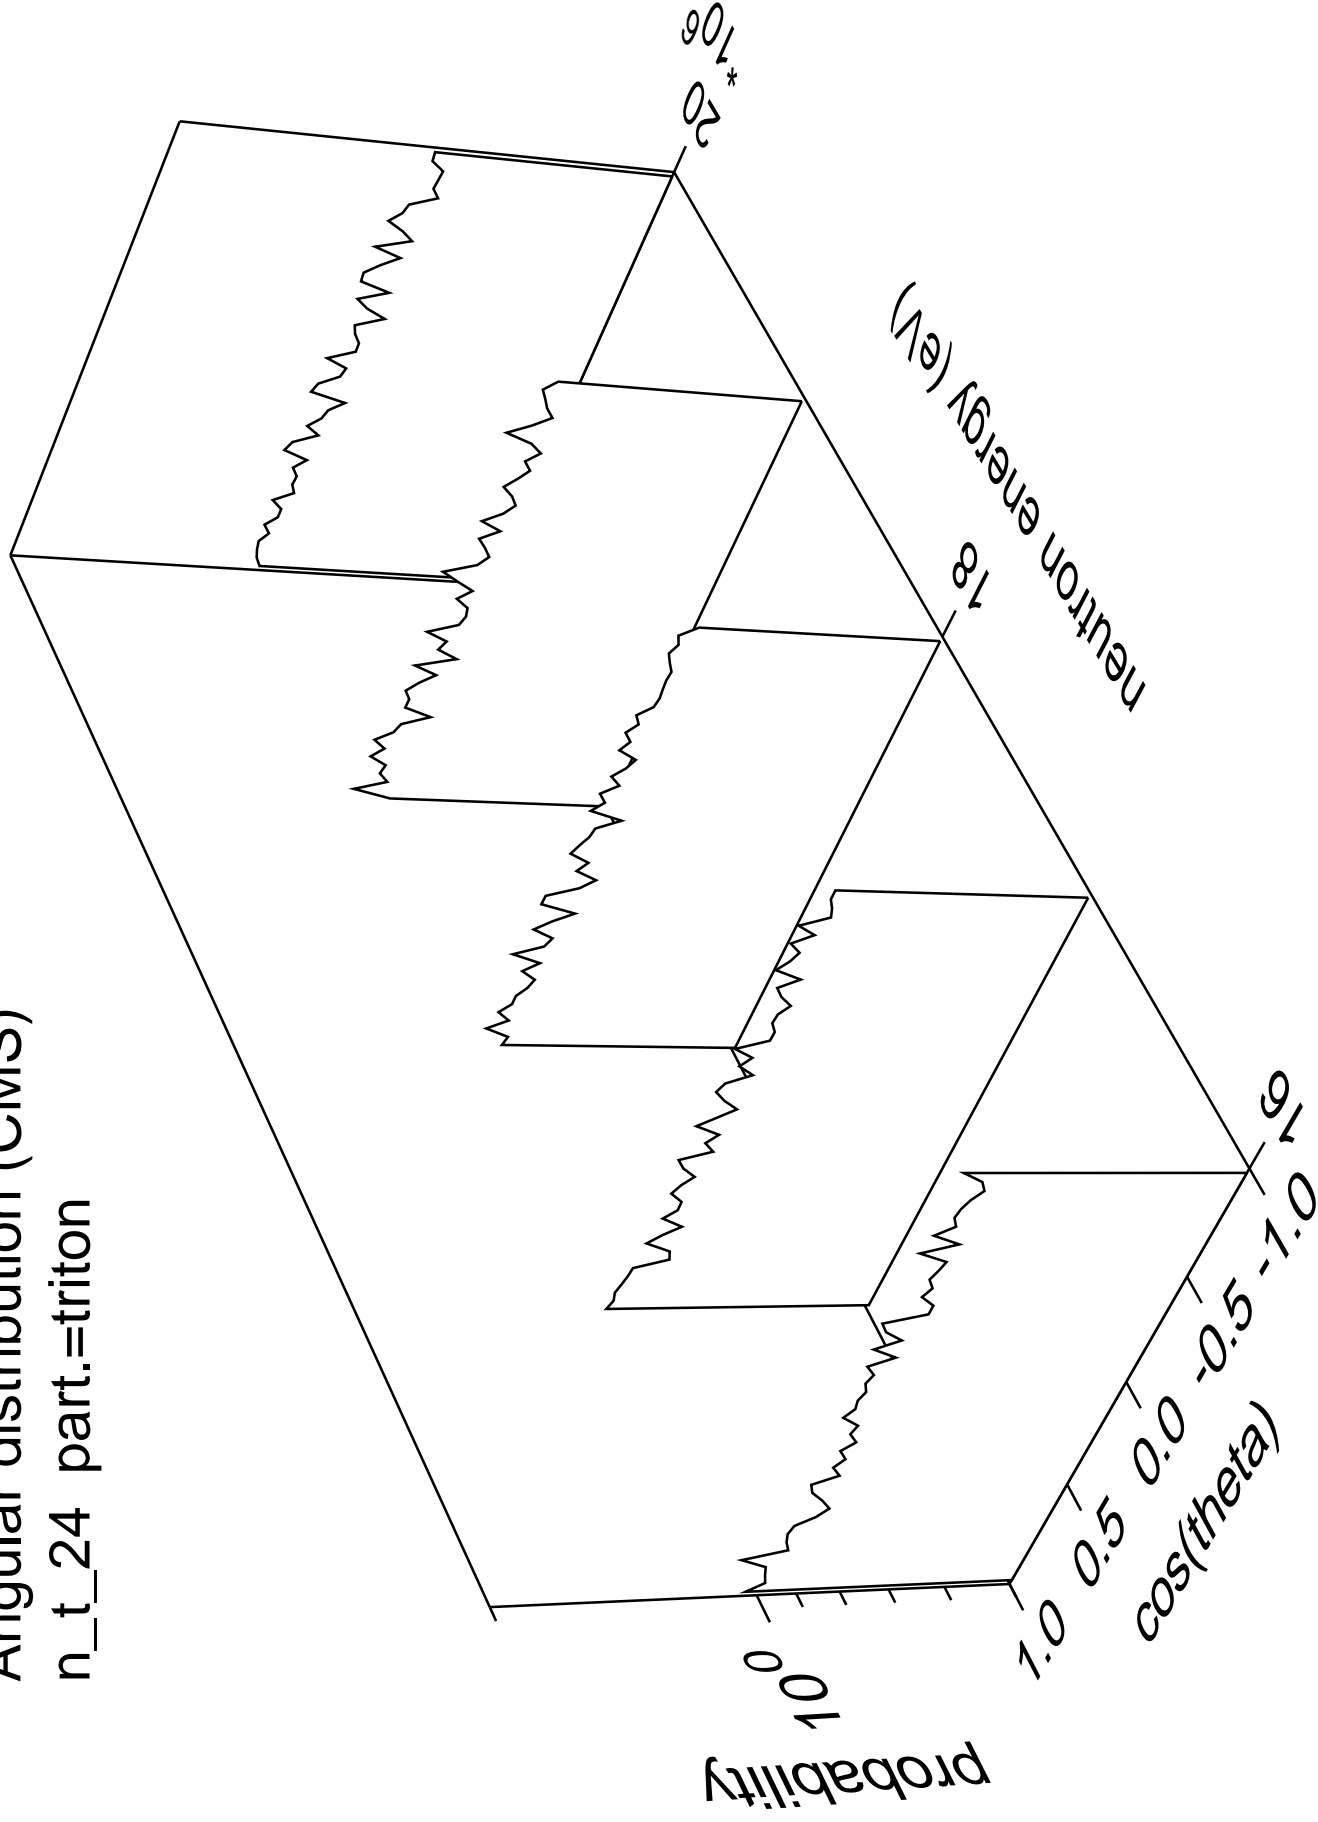 Angular distribution (CMS)
n_t_24 part.=triton
probability
10^0
1.0 0.5 0.0 -0.5 -1.0
cos(theta)
16
18
20
*10^6
neutron energy (eV)